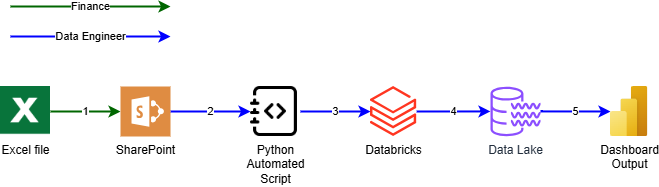 Finance
Data Engineer
1
2
3
4
5
X
S
Excel file
SharePoint
Python
Automated
Script
Databricks
Data Lake
Dashboard
Output